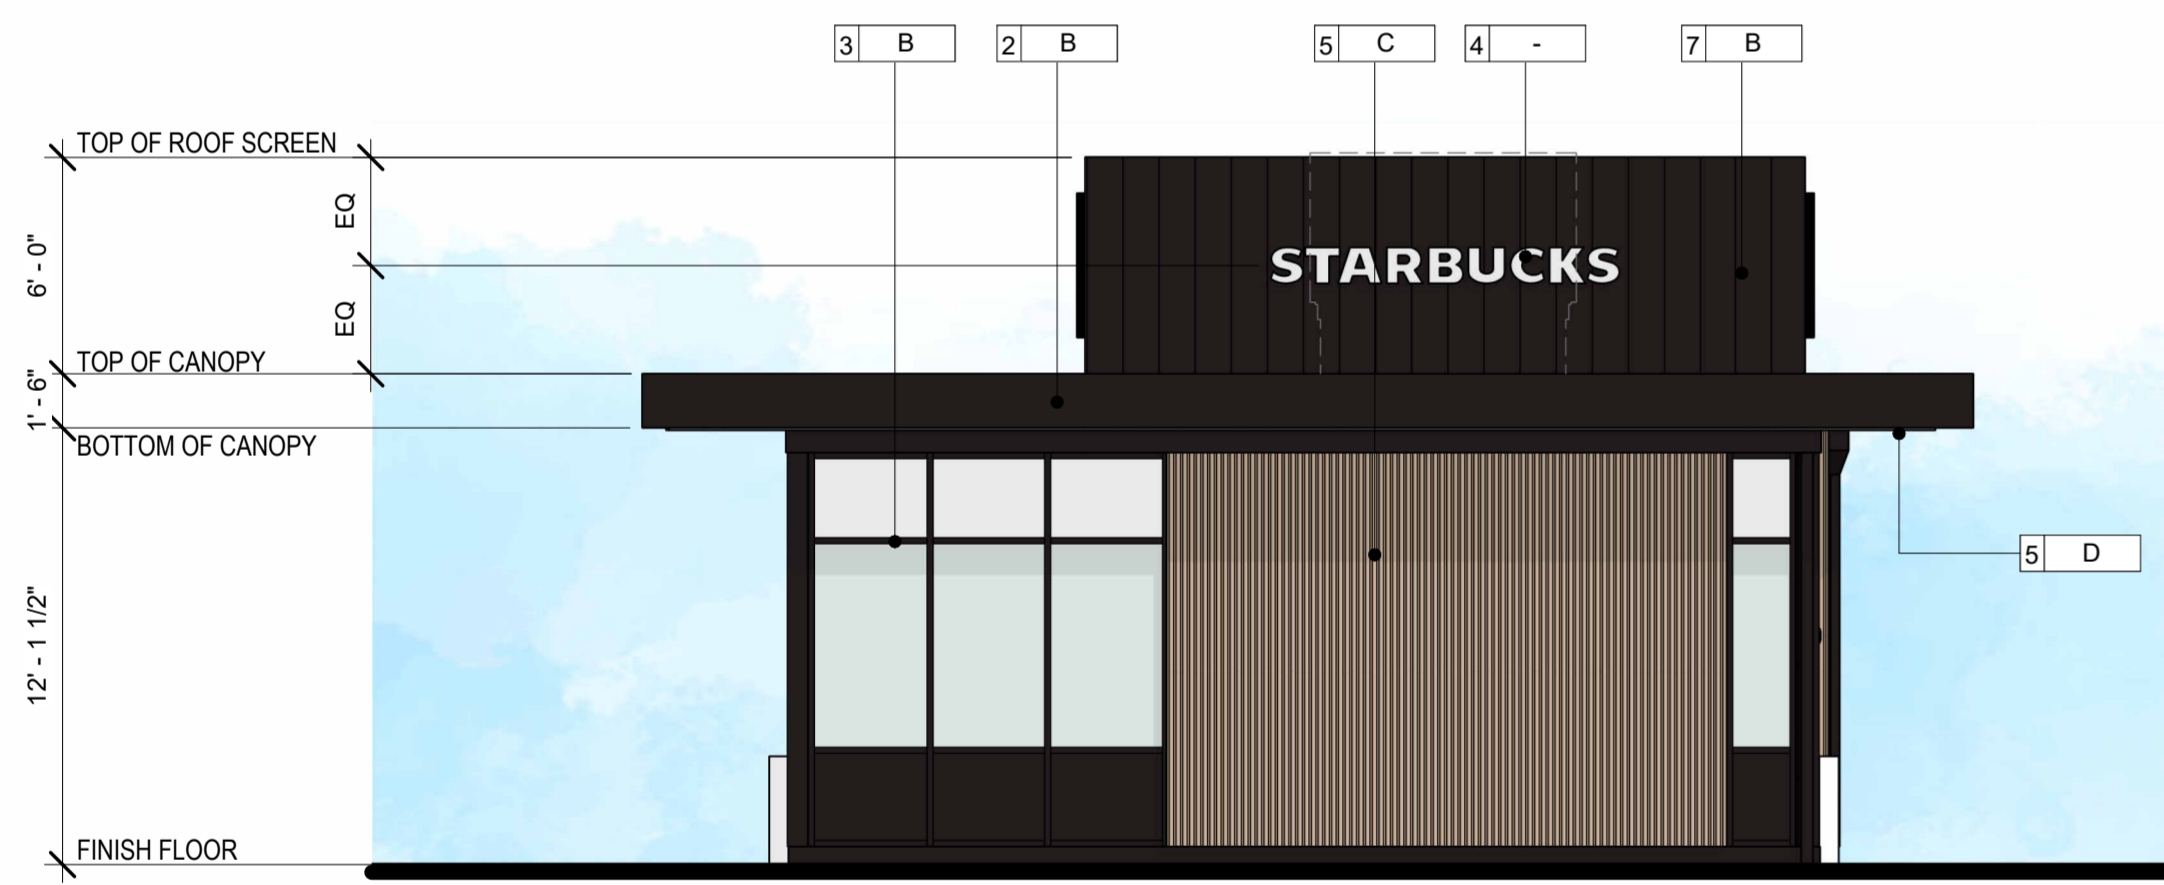 3 B
2 B
5 C
4 -
7 B
TOP OF ROOF SCREEN
EQ
6' - 0"
STARBUCKS
EQ
TOP OF CANOPY
1' - 6"
BOTTOM OF CANOPY
5 D
12' - 1 1/2"
FINISH FLOOR